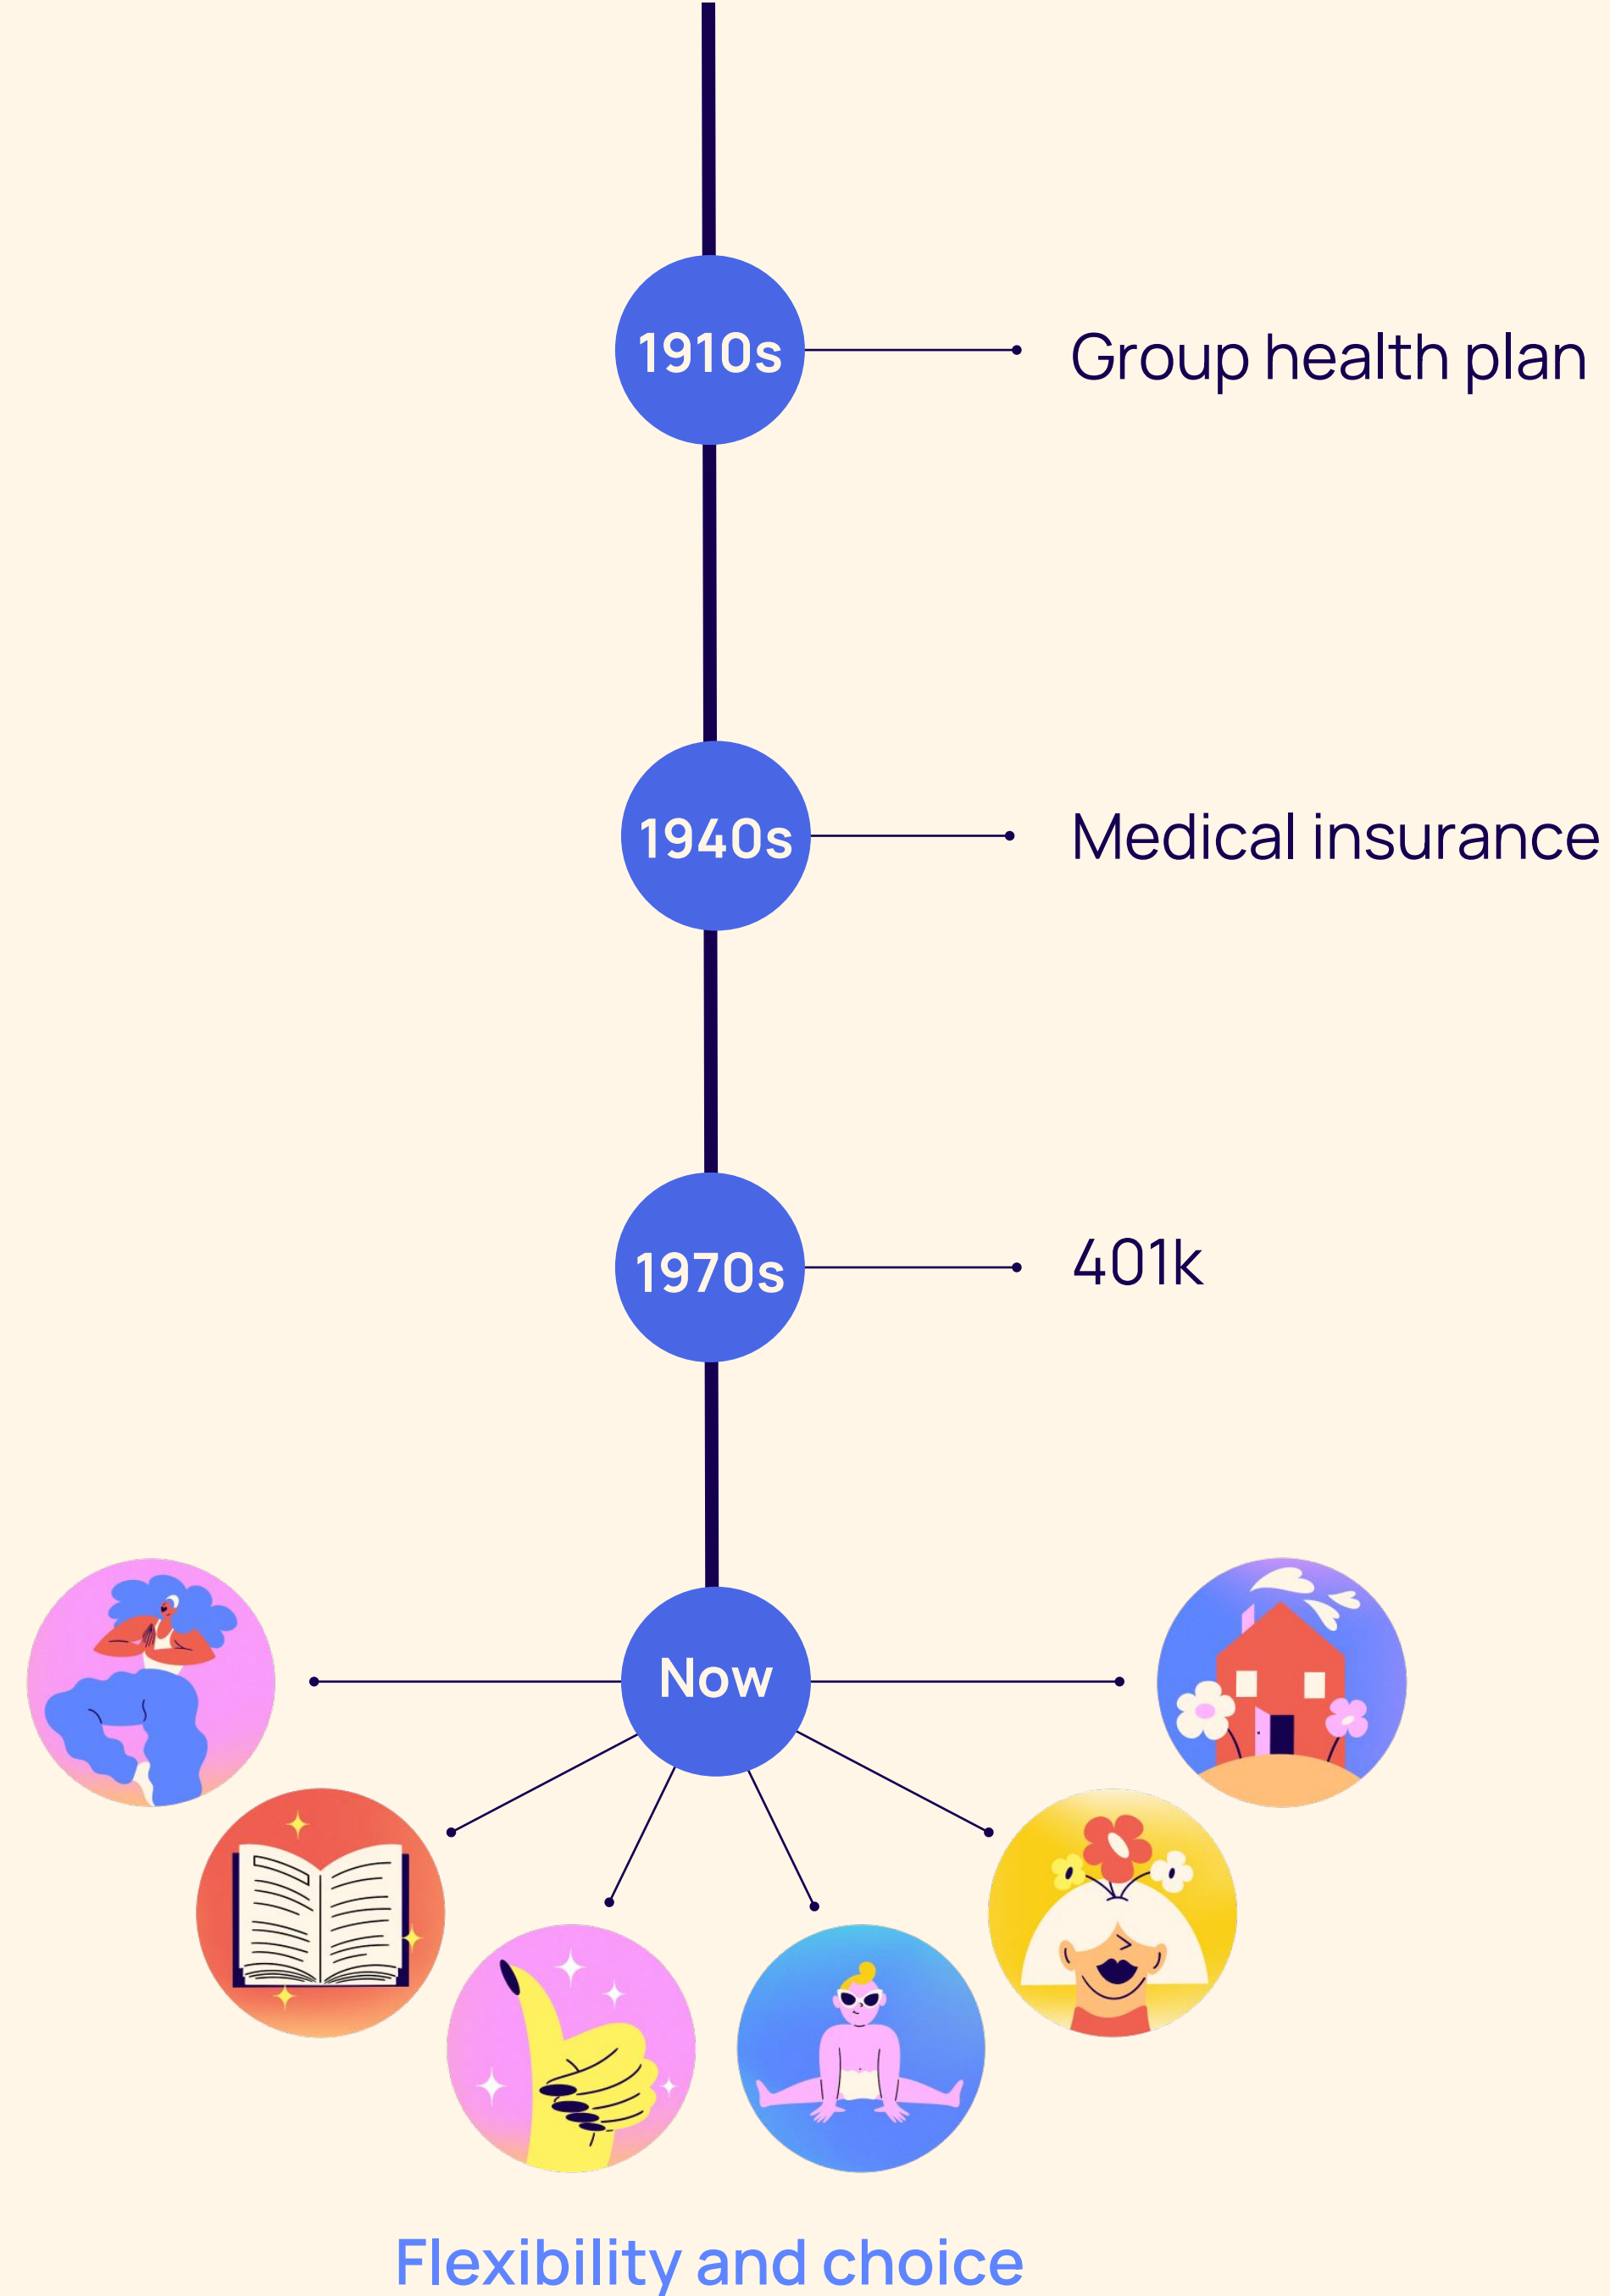 1910s
Group health plan
1940s
Medical insurance
1970s
401k
Now
Flexibility and choice